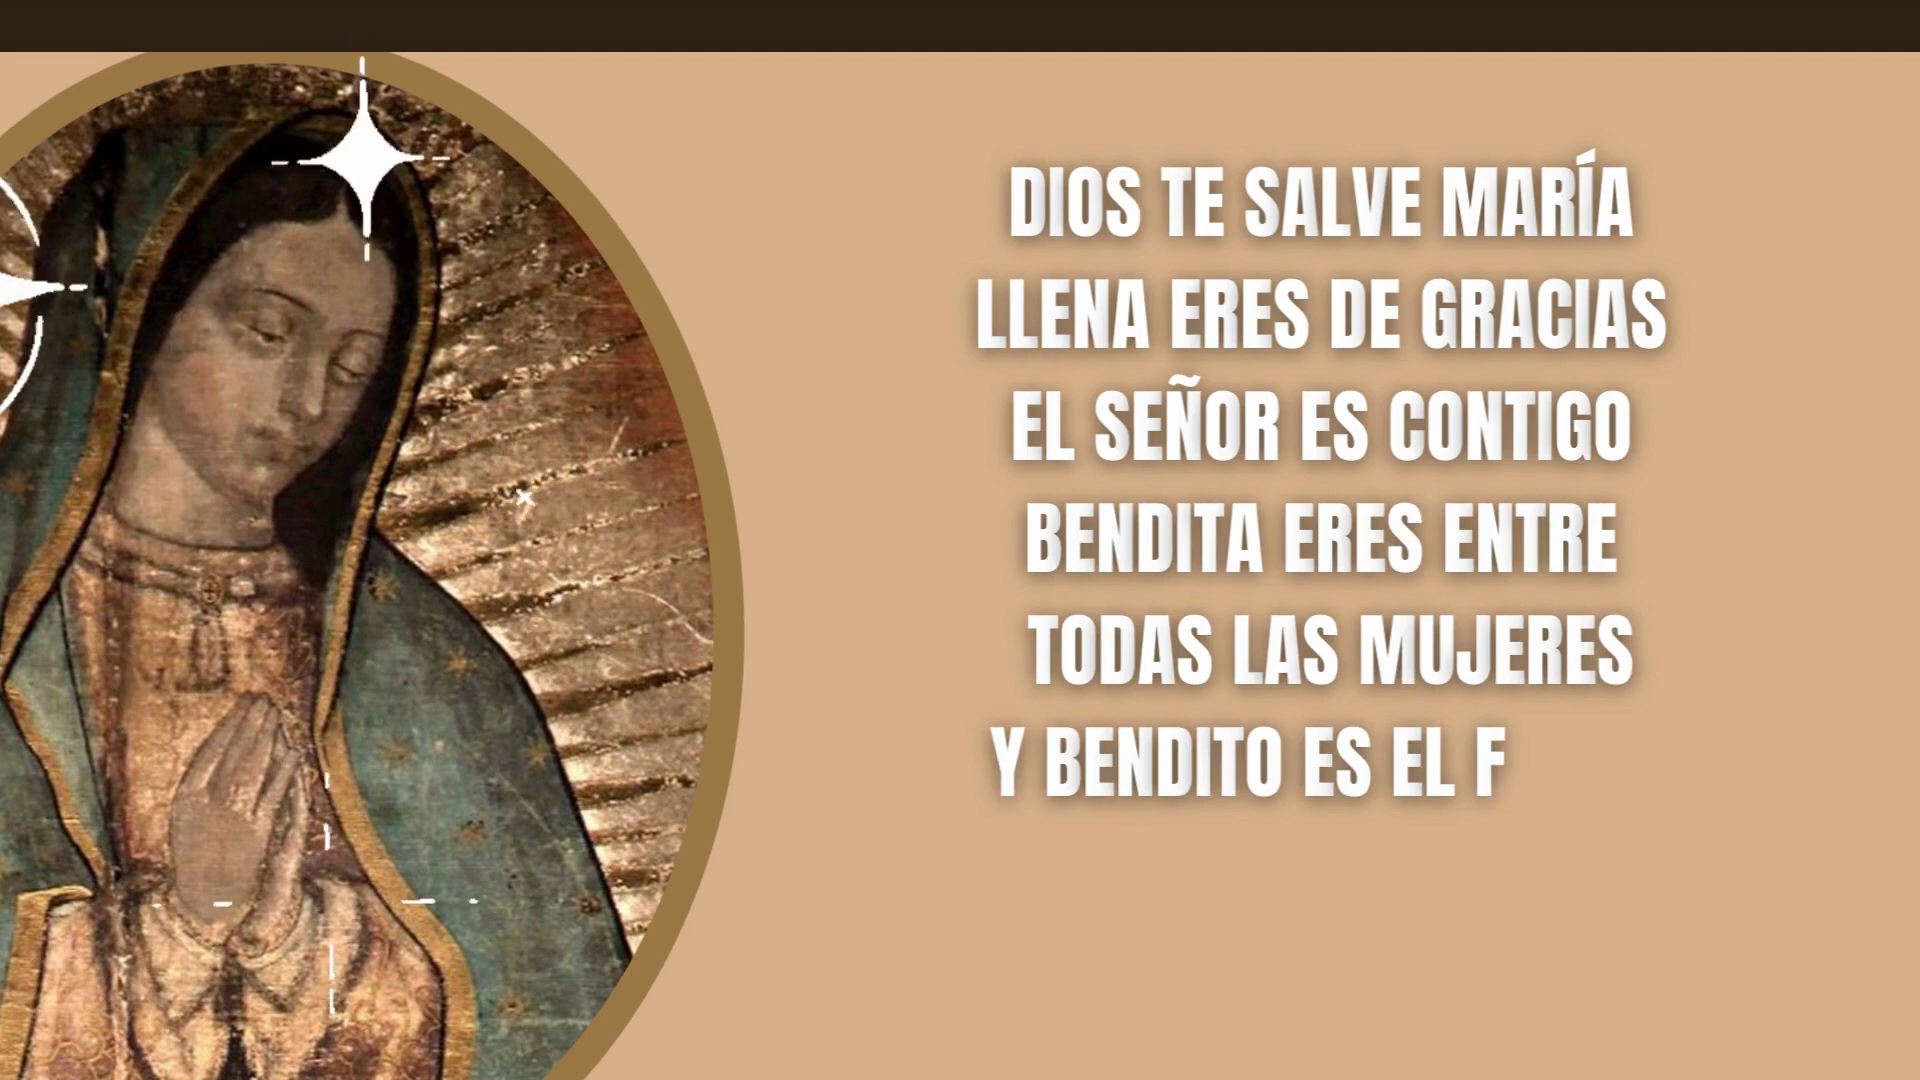 DIOS TE SALVE MARÍA
LLENA ERES DE GRACIAS
EL SEÑOR ES CONTIGO
BENDITA ERES ENTRE
TODAS LAS MUJERES
Y BENDITO ES EL F